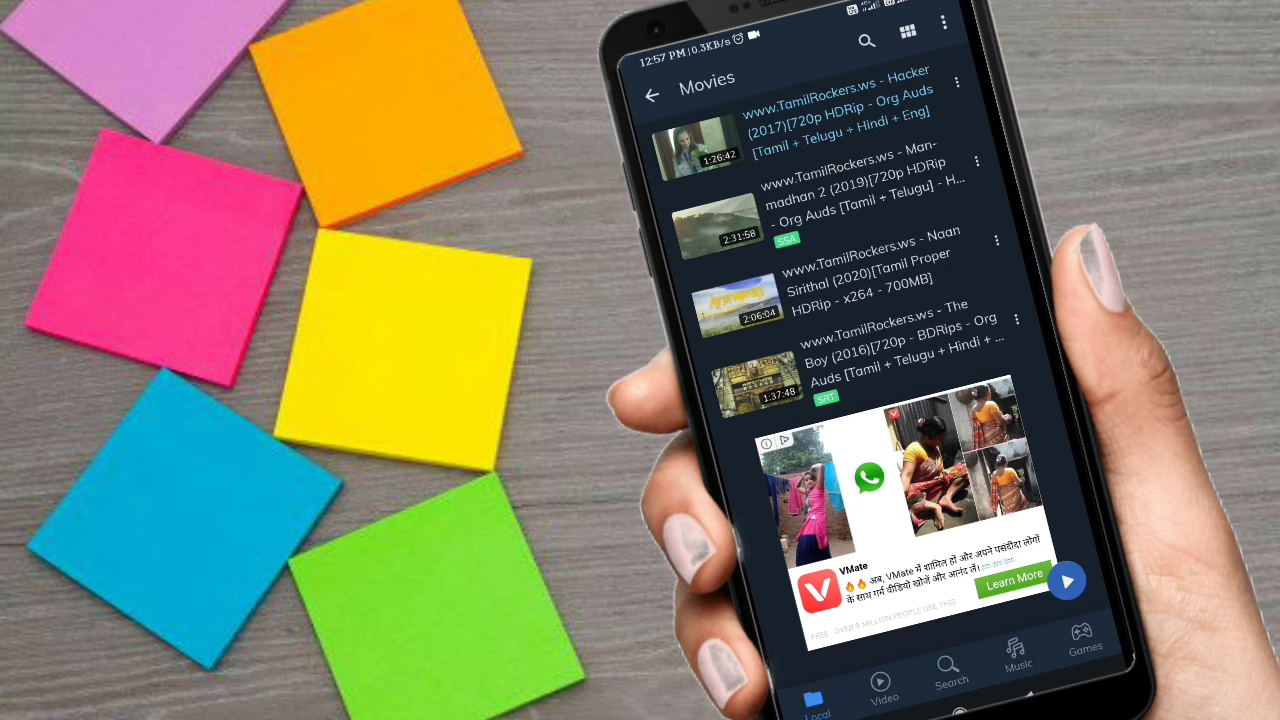 12:57 PM | 0.3KB/s
Movies
www.TamilRockers.ws - Hacker
(2017)[720p HDRip - Org Auds
[Tamil + Telugu + Hindi + Eng]
1:26:42
www.TamilRockers.ws - Man-
madhan 2 (2019)[720p HDRip
- Org Auds [Tamil + Telugu] - H...
2:31:58
SSA
www.TamilRockers.ws - Naan
Sirithal (2020)[Tamil Proper
HDRip - x264 - 700MB]
2:06:04
www.TamilRockers.ws - The
Boy (2016)[720p - BDRips - Org
Auds [Tamil + Telugu + Hindi + ...
1:37:48
SRT
VMate
अब, VMate में शामिल हों और अपने पसंदीदा लोगों
के साथ गर्म वीडियो खोजें और आनंद लें।
Learn More
FREE OVER 9 MILLION PEOPLE USE THIS
Local
Video
Search
Music
Games